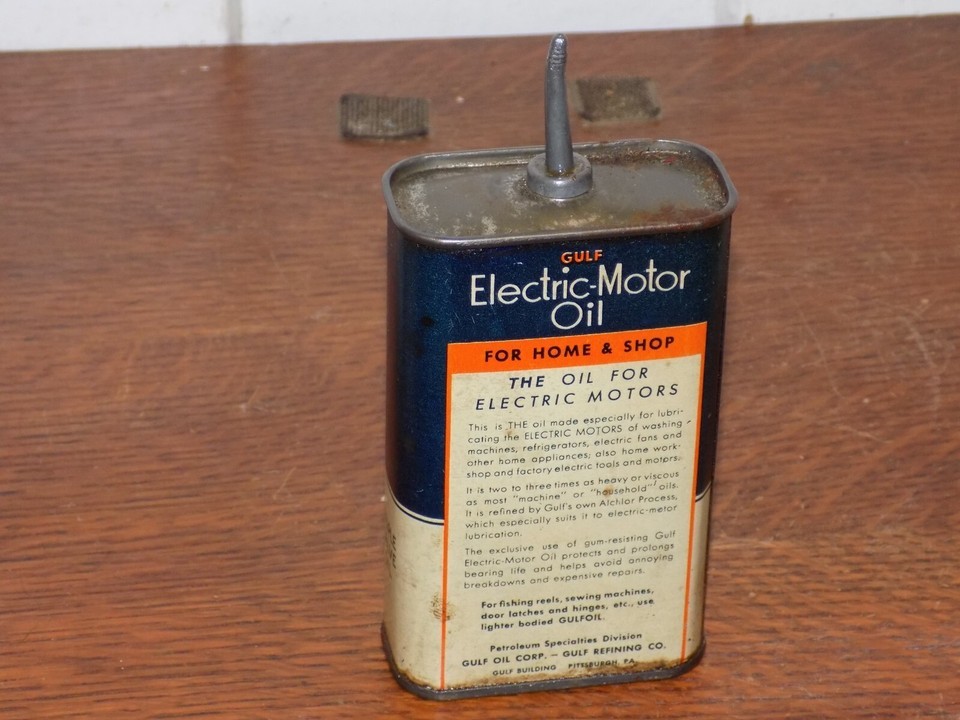 GULF
Electric-Motor
Oil
FOR HOME & SHOP
THE OIL FOR
ELECTRIC MOTORS
This is THE oil made especially for lubri-
cating the ELECTRIC MOTORS of washing
machines, refrigerators, electric fans and
other home appliances; also home work-
shop and factory electric tools and motors.
It is two to three times as heavy or viscous
as most "machine" or "household" oils.
It is refined by Gulf's own Alchlor Process,
which especially suits it to electric-motor
lubrication.
The exclusive use of gum-resisting Gulf
Electric-Motor Oil protects and prolongs
bearing life and helps avoid annoying
breakdowns and expensive repairs.
For fishing reels, sewing machines,
door latches and hinges, etc., use
lighter bodied GULFOIL.
Petroleum Specialties Division
GULF OIL CORP. — GULF REFINING CO.
GULF BUILDING PITTSBURGH, PA.